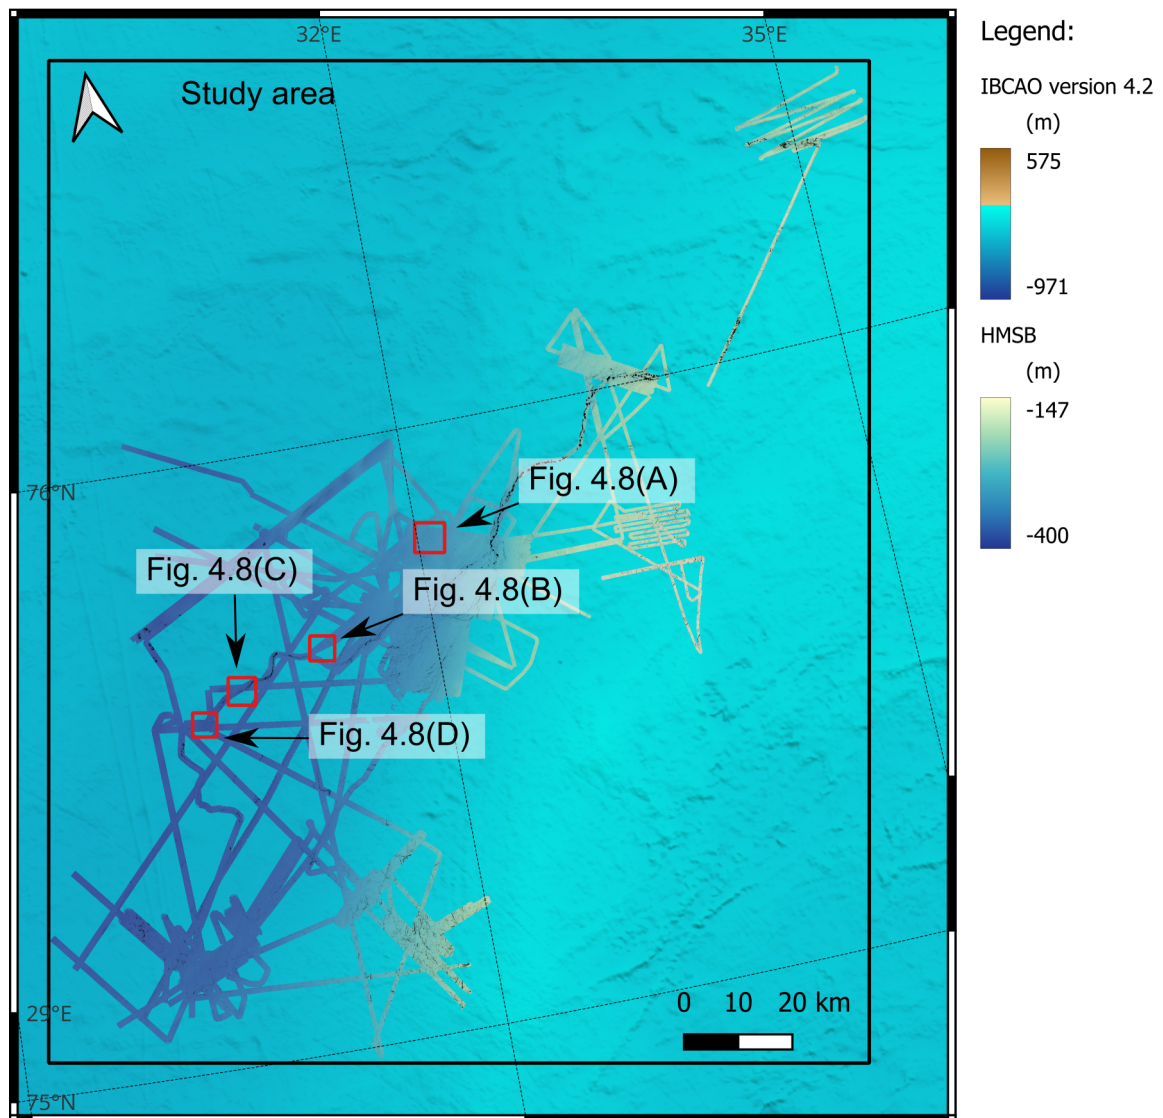 32°E
35°E
Study area
76°N
Fig. 4.8(A)
Fig. 4.8(C)
Fig. 4.8(B)
Fig. 4.8(D)
29°E
0 10 20 km
75°N
Legend:
IBCAO version 4.2
(m)
575
-971
HMSB
(m)
-147
-400